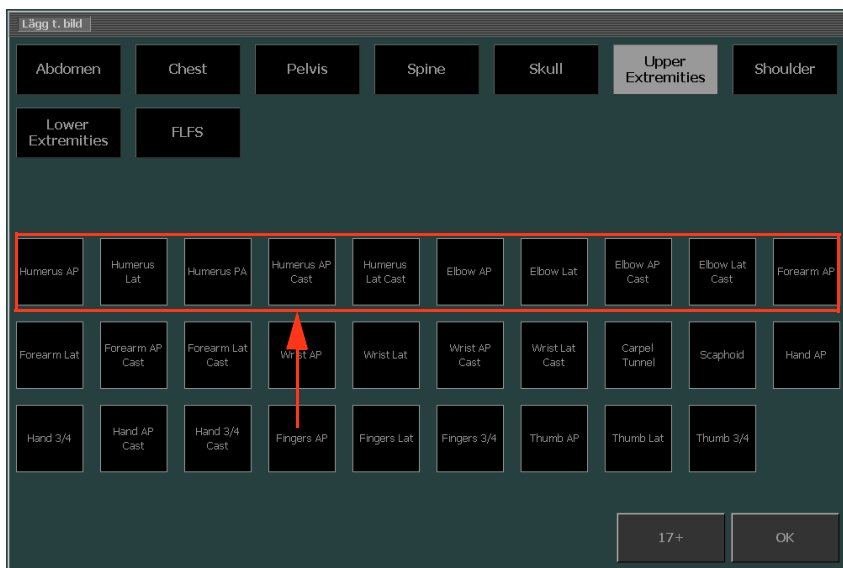 Lägg t. bild
Abdomen
Chest
Pelvis
Spine
Skull
Upper
Extremities
Shoulder
Lower
Extremities
FLFS
Humerus AP
Humerus
Lat
Humerus PA
Humerus AP
Cast
Humerus
Lat Cast
Elbow AP
Elbow Lat
Elbow AP
Cast
Elbow Lat
Cast
Forearm AP
Forearm Lat
Forearm AP
Cast
Forearm Lat
Cast
Wrist AP
Wrist Lat
Wrist AP
Cast
Wrist Lat
Cast
Carpel
Tunnel
Scaphoid
Hand AP
Hand 3/4
Hand AP
Cast
Hand 3/4
Cast
Fingers AP
Fingers Lat
Fingers 3/4
Thumb AP
Thumb Lat
Thumb 3/4
17+
OK